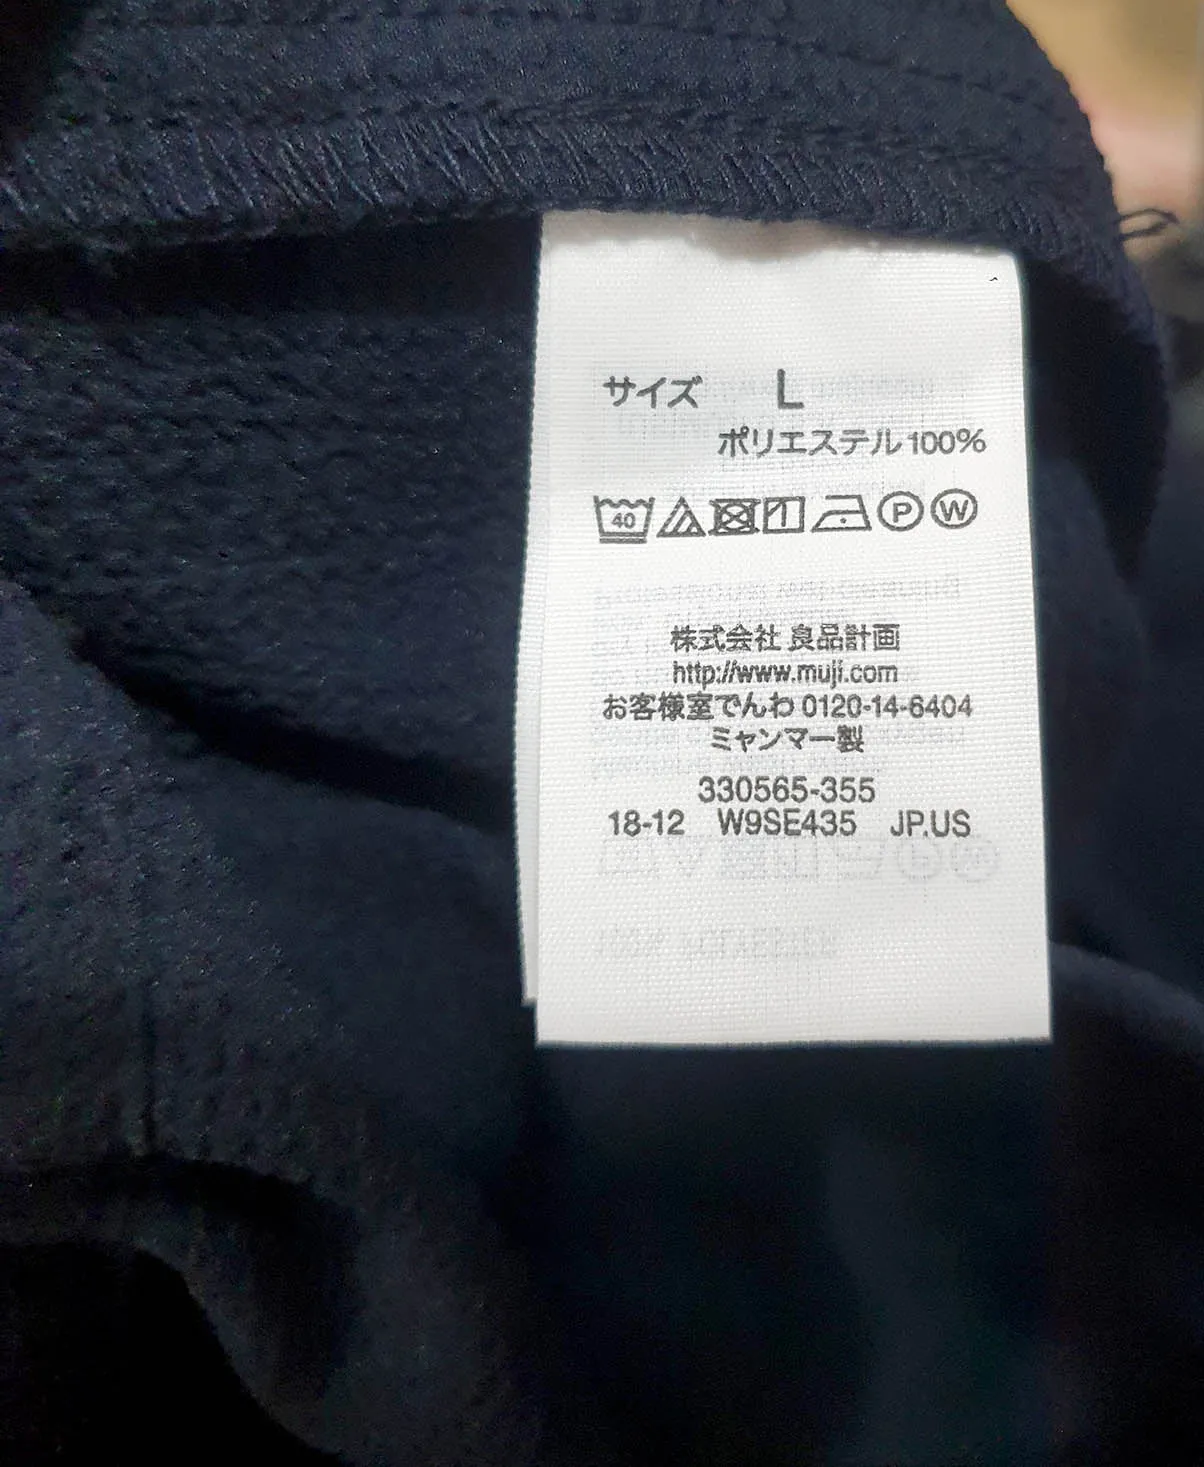 サイズ L
ポリエステル100%
40 P W
株式会社 良品計画
http://www.muji.com
お客様室でんわ 0120-14-6404
ミャンマー製
330565-355
18-12 W9SE435 JP.US